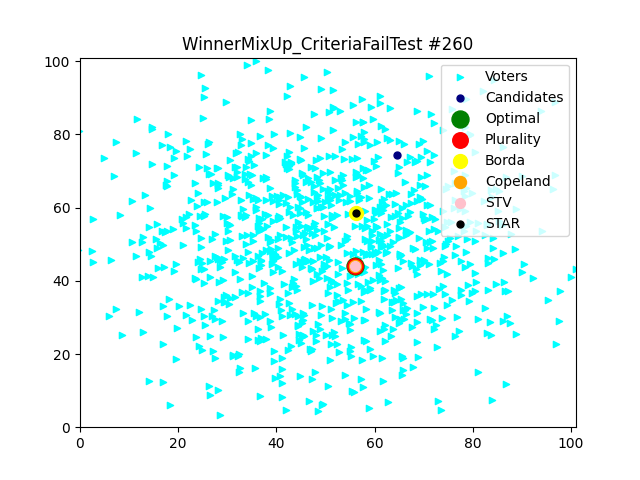 WinnerMixUp_CriteriaFailTest #260
Voters
Candidates
Optimal
Plurality
Borda
Copeland
STV
STAR
100
80
60
40
20
0
0 20 40 60 80 100